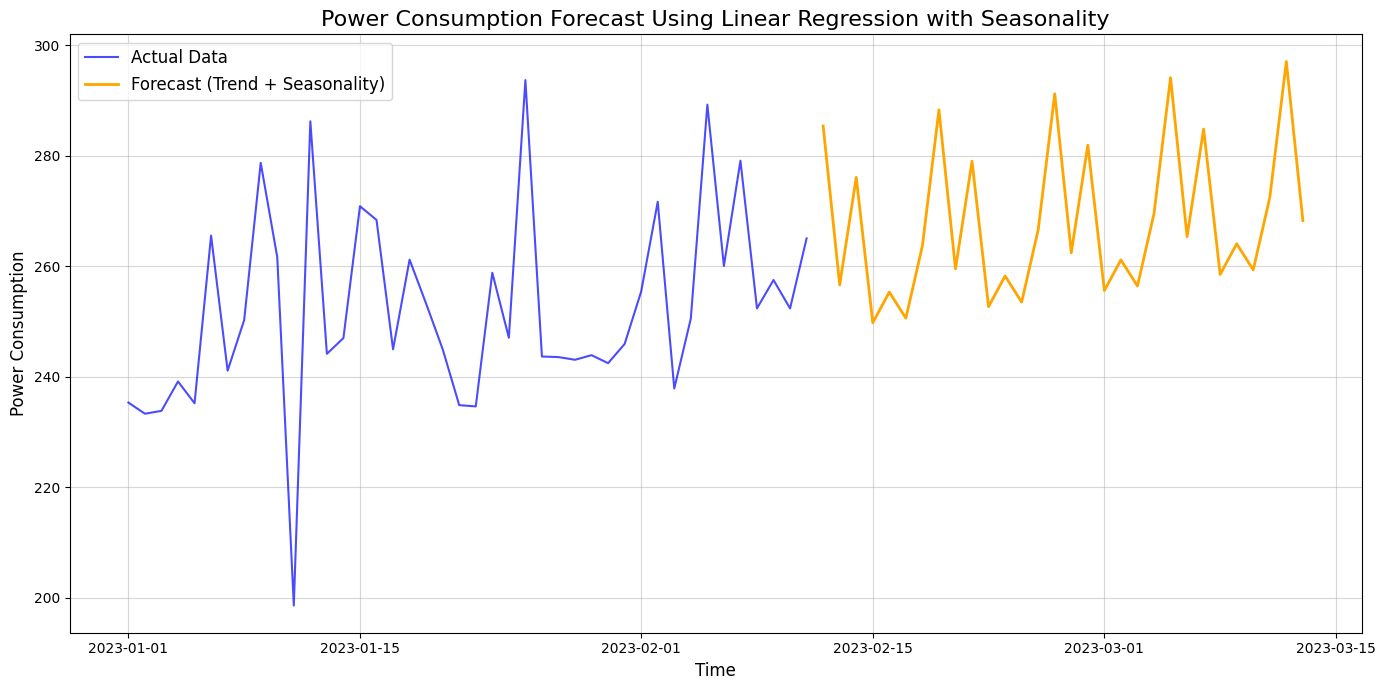 Power Consumption Forecast Using Linear Regression with Seasonality
Actual Data
Forecast (Trend + Seasonality)
Power Consumption
300
280
260
240
220
200
2023-01-01
2023-01-15
2023-02-01
2023-02-15
2023-03-01
2023-03-15
Time